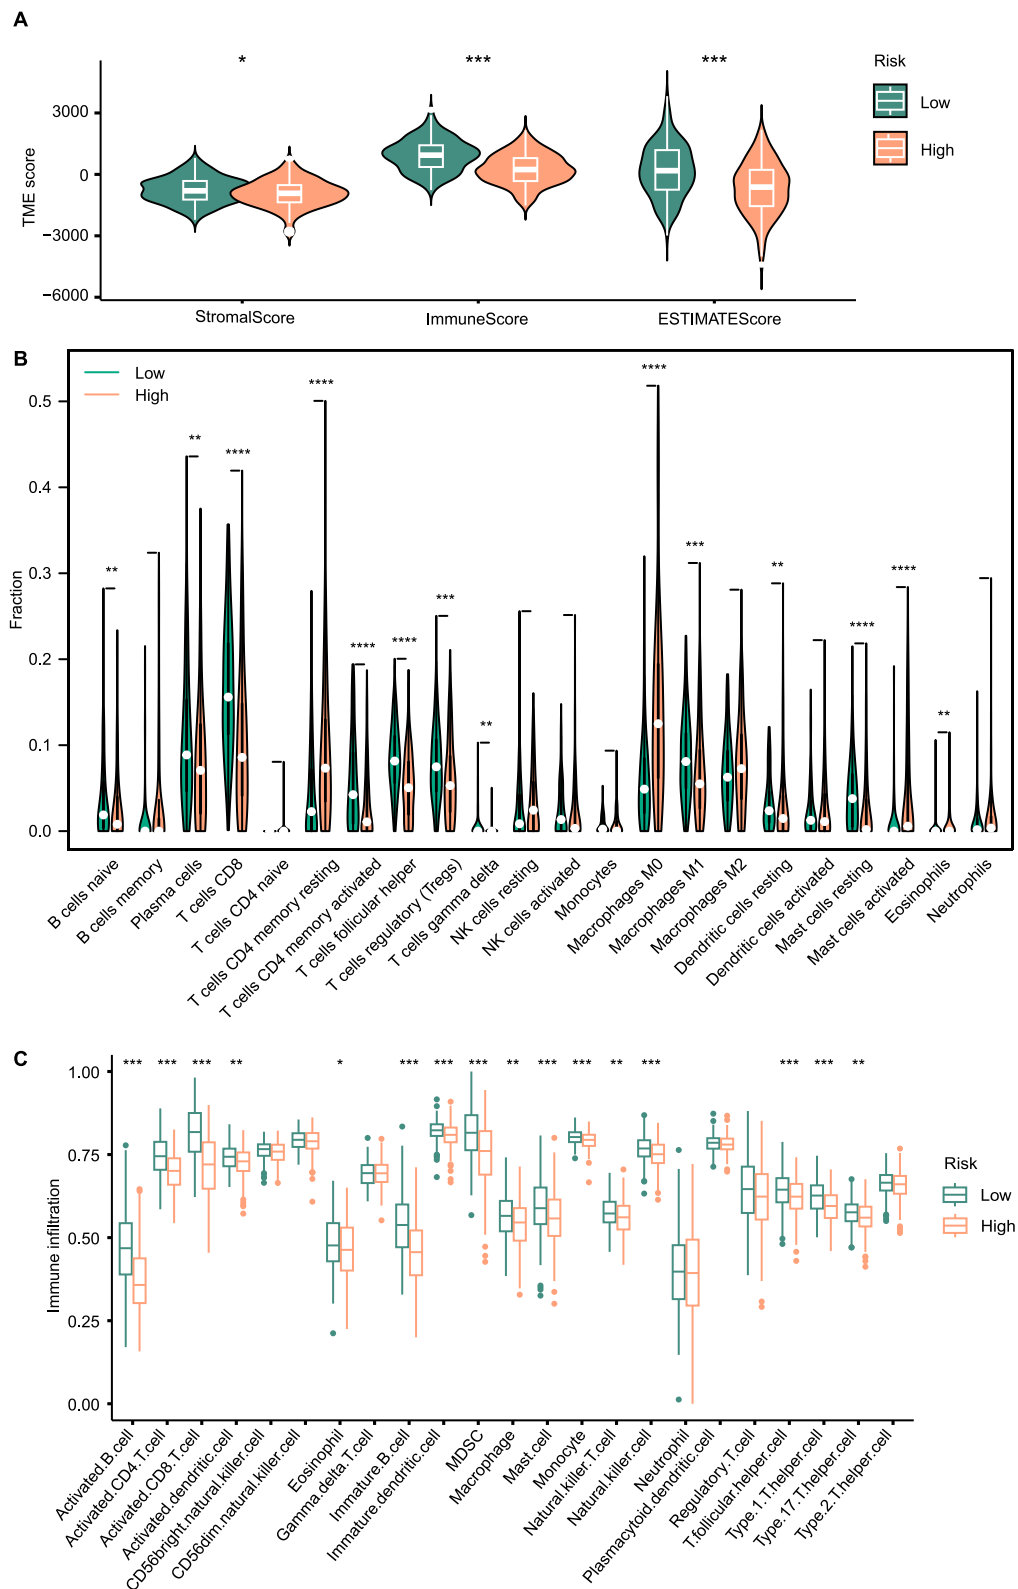 A
* *** ***
Risk
Low
High
3000
0
−3000
−6000
TME score
StromalScore ImmuneScore ESTIMATEScore
B
Low
High
0.5
0.4
0.3
0.2
0.1
0.0
Fraction
** ** **** **** **** **** *** ** **** *** ** **** **** **
B cells naive
B cells memory
Plasma cells
T cells CD8
T cells CD4 naive
T cells CD4 memory resting
T cells CD4 memory activated
T cells follicular helper
T cells regulatory (Tregs)
T cells gamma delta
NK cells resting
NK cells activated
Monocytes
Macrophages M0
Macrophages M1
Macrophages M2
Dendritic cells resting
Dendritic cells activated
Mast cells resting
Mast cells activated
Eosinophils
Neutrophils
C
*** *** *** ** * *** *** *** ** *** *** ** *** *** *** **
1.00
0.75
0.50
0.25
0.00
Immune infiltration
Risk
Low
High
Activated.B.cell
Activated.CD4.T.cell
Activated.CD8.T.cell
Activated.dendritic.cell
CD56bright.natural.killer.cell
CD56dim.natural.killer.cell
Eosinophil
Gamma.delta.T.cell
Immature.B.cell
Immature.dendritic.cell
MDSC
Macrophage
Mast.cell
Monocyte
Natural.killer.T.cell
Natural.killer.cell
Neutrophil
Plasmacytoid.dendritic.cell
Regulatory.T.cell
T.follicular.helper.cell
Type.1.T.helper.cell
Type.17.T.helper.cell
Type.2.T.helper.cell